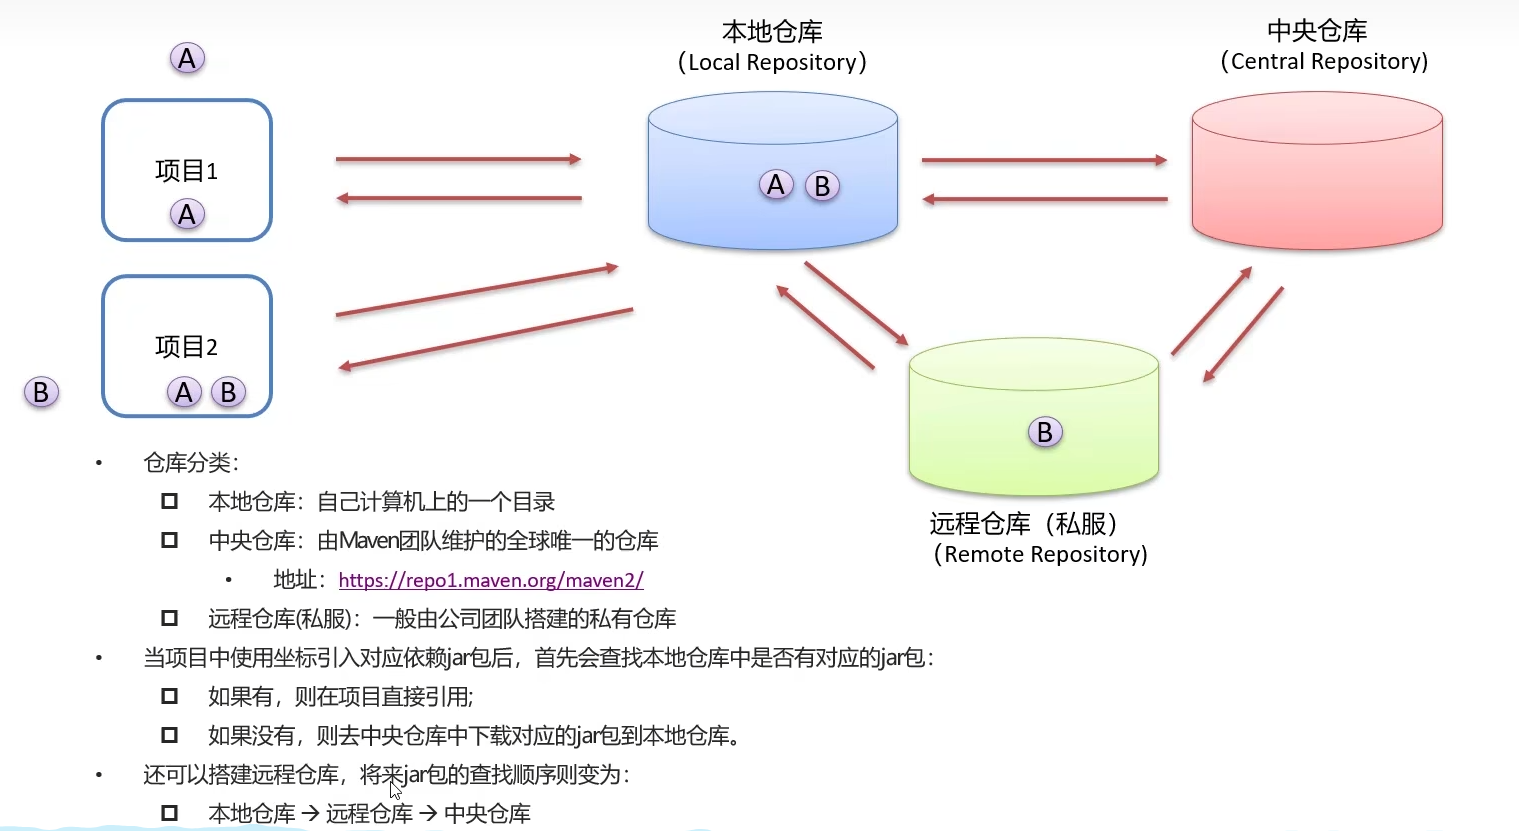 本地仓库
(Local Repository)
中央仓库
(Central Repository)
A
项目1
A
A B
项目2
A B
B
B
远程仓库（私服）
(Remote Repository)
• 仓库分类：
本地仓库：自己计算机上的一个目录
中央仓库：由Maven团队维护的全球唯一的仓库
• 地址：https://repo1.maven.org/maven2/
远程仓库(私服)：一般由公司团队搭建的私有仓库
• 当项目中使用坐标引入对应依赖jar包后，首先会查找本地仓库中是否有对应的jar包：
如果有，则在项目直接引用;
如果没有，则去中央仓库中下载对应的jar包到本地仓库。
• 还可以搭建远程仓库，将来jar包的查找顺序则变为：
本地仓库 → 远程仓库 → 中央仓库